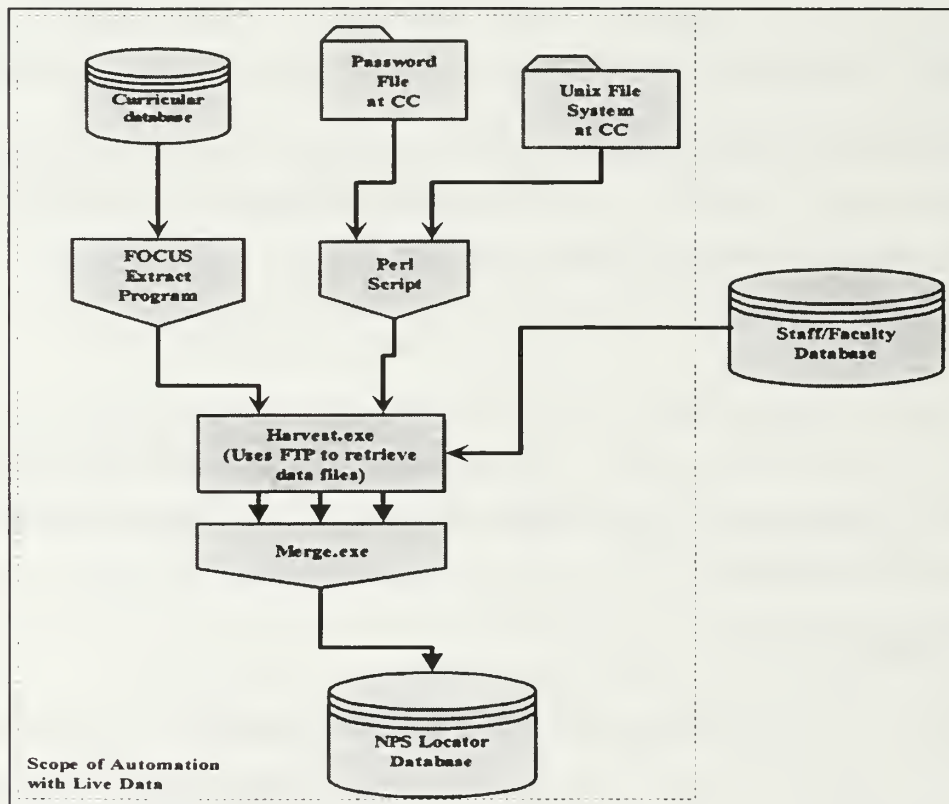 Curricular
database
Password
File
at CC
Unix File
System
at CC
FOCUS
Extract
Program
Perl
Script
Staff/Faculty
Database
Harvest.exe
(Uses FTP to retrieve
data files)
Merge.exe
NPS Locator
Database
Scope of Automation
with Live Data